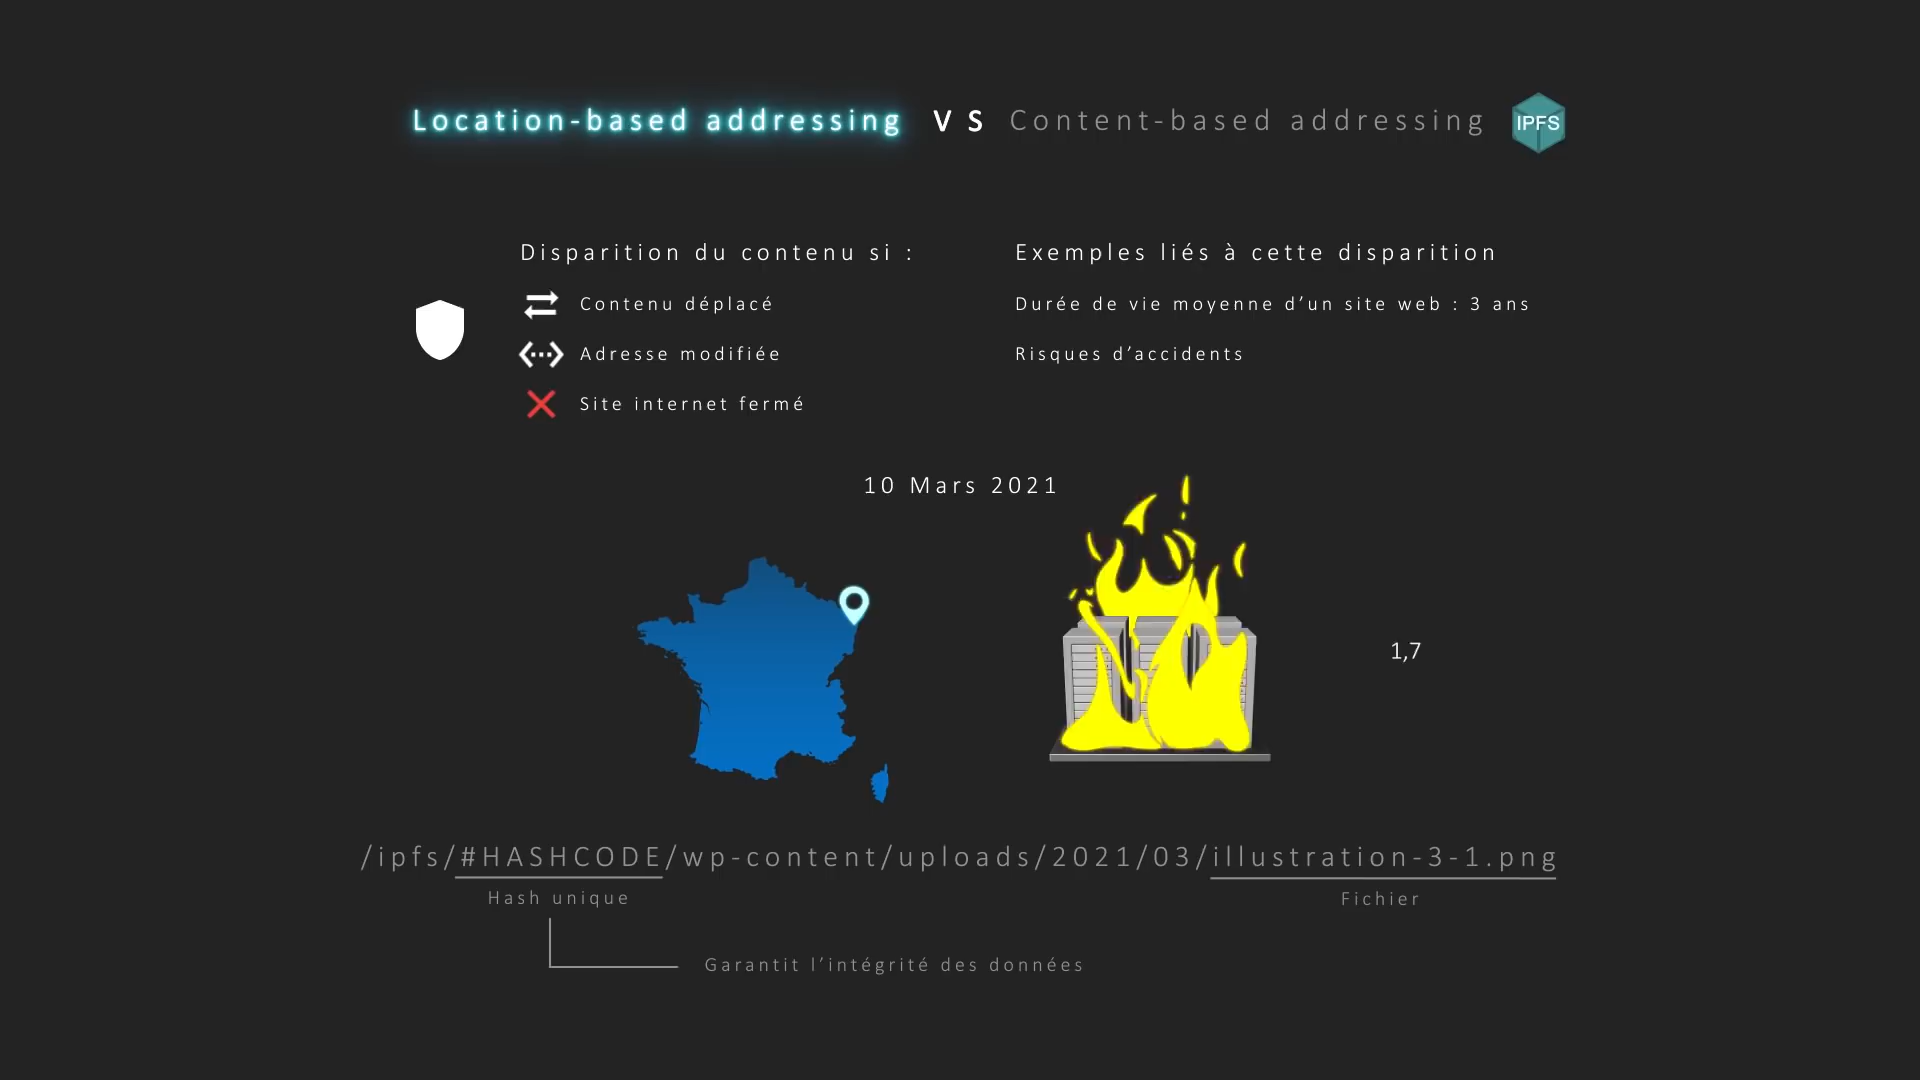 Location-based addressing VS Content-based addressing IPFS
Disparition du contenu si :
Contenu déplacé
Adresse modifiée
Site internet fermé
Exemples liés à cette disparition
Durée de vie moyenne d’un site web : 3 ans
Risques d’accidents
10 Mars 2021
1,7
/ipfs/#HASHCODE/wp-content/uploads/2021/03/illustration-3-1.png
Hash unique
Fichier
Garantit l’intégrité des données